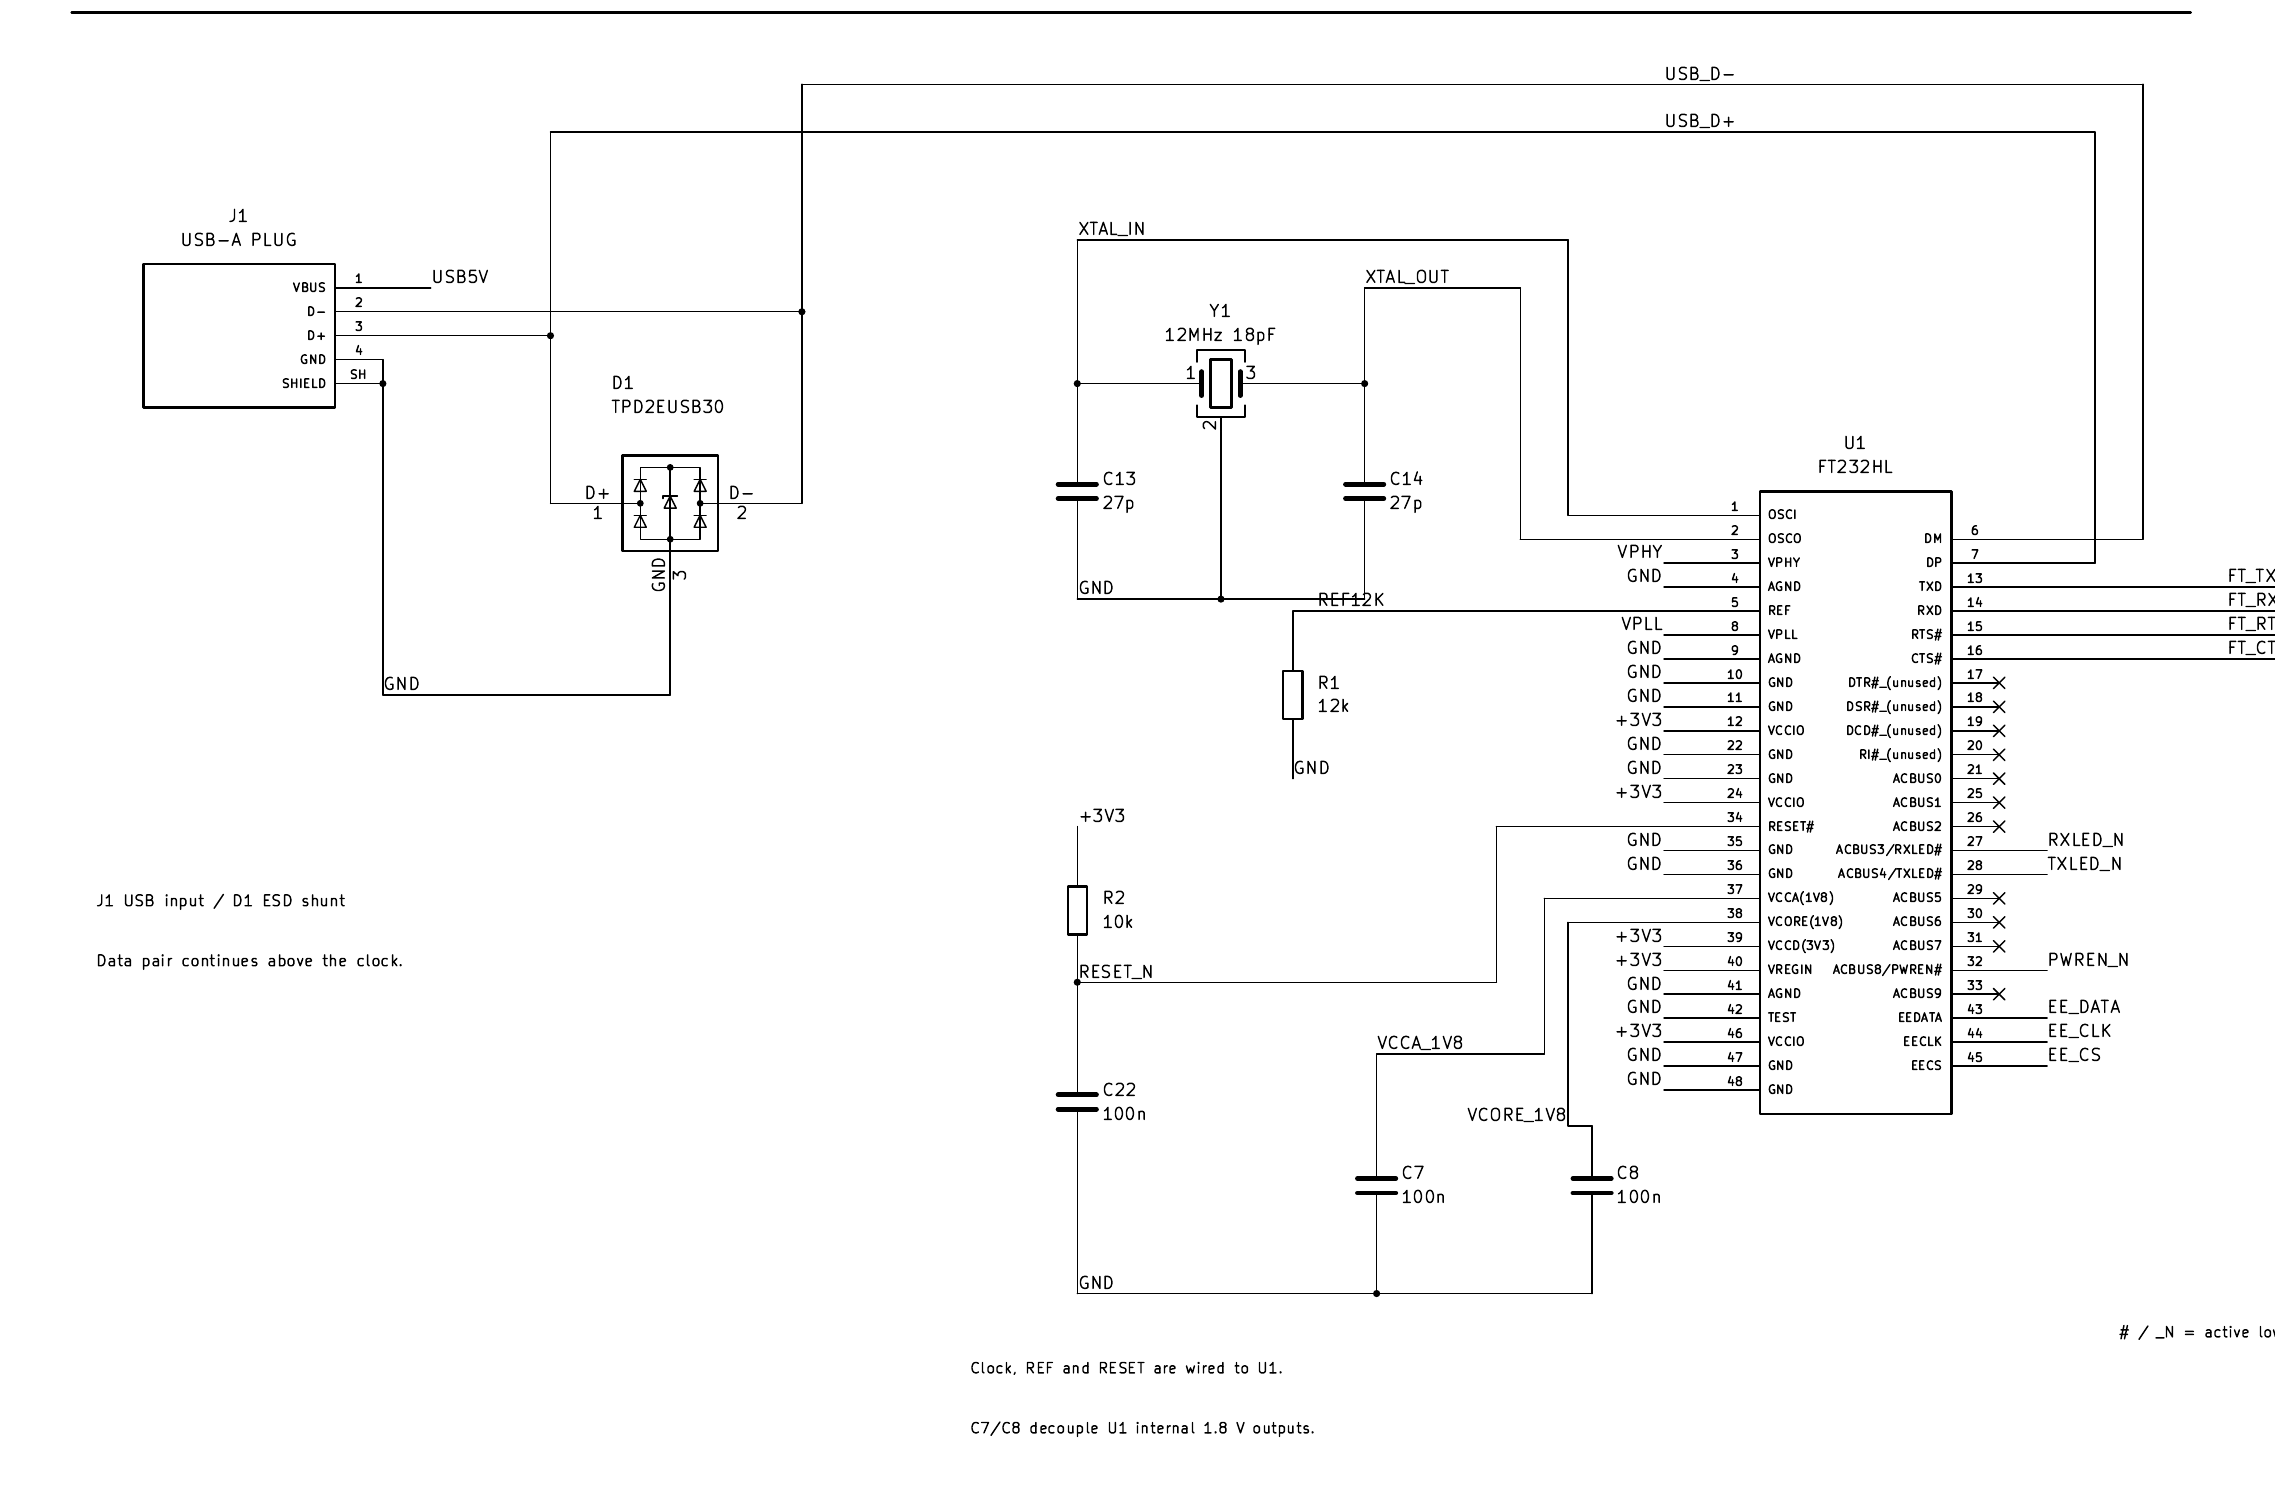 USB_D-
USB_D+
J1
USB-A PLUG
VBUS 1 USB5V
D- 2
D+ 3
GND 4
SHIELD SH
GND
D1
TPD2EUSB30
D+ 1
D- 2
GND 3
XTAL_IN
XTAL_OUT
Y1
12MHz 18pF
1 3
2
C13
27p
C14
27p
GND
REF12K
R1
12k
GND
+3V3
R2
10k
RESET_N
C22
100n
VCCA_1V8
VCORE_1V8
C7
100n
C8
100n
GND
U1
FT232HL
1 OSCI
2 OSCO
VPHY 3 VPHY
GND 4 AGND
5 REF
VPLL 8 VPLL
GND 9 AGND
GND 10 GND
GND 11 GND
+3V3 12 VCCIO
GND 22 GND
GND 23 GND
+3V3 24 VCCIO
34 RESET#
GND 35 GND
GND 36 GND
37 VCCA(1V8)
38 VCORE(1V8)
+3V3 39 VCCD(3V3)
+3V3 40 VREGIN
GND 41 AGND
GND 42 TEST
+3V3 46 VCCIO
GND 47 GND
GND 48 GND
DM 6
DP 7
TXD 13 FT_TX
RXD 14 FT_RX
RTS# 15 FT_RT
CTS# 16 FT_CT
DTR#_(unused) 17
DSR#_(unused) 18
DCD#_(unused) 19
RI#_(unused) 20
ACBUS0 21
ACBUS1 25
ACBUS2 26
ACBUS3/RXLED# 27 RXLED_N
ACBUS4/TXLED# 28 TXLED_N
ACBUS5 29
ACBUS6 30
ACBUS7 31
ACBUS8/PWREN# 32 PWREN_N
ACBUS9 33
EEDATA 43 EE_DATA
EECLK 44 EE_CLK
EECS 45 EE_CS
J1 USB input / D1 ESD shunt
Data pair continues above the clock.
# / _N = active lo
Clock, REF and RESET are wired to U1.
C7/C8 decouple U1 internal 1.8 V outputs.